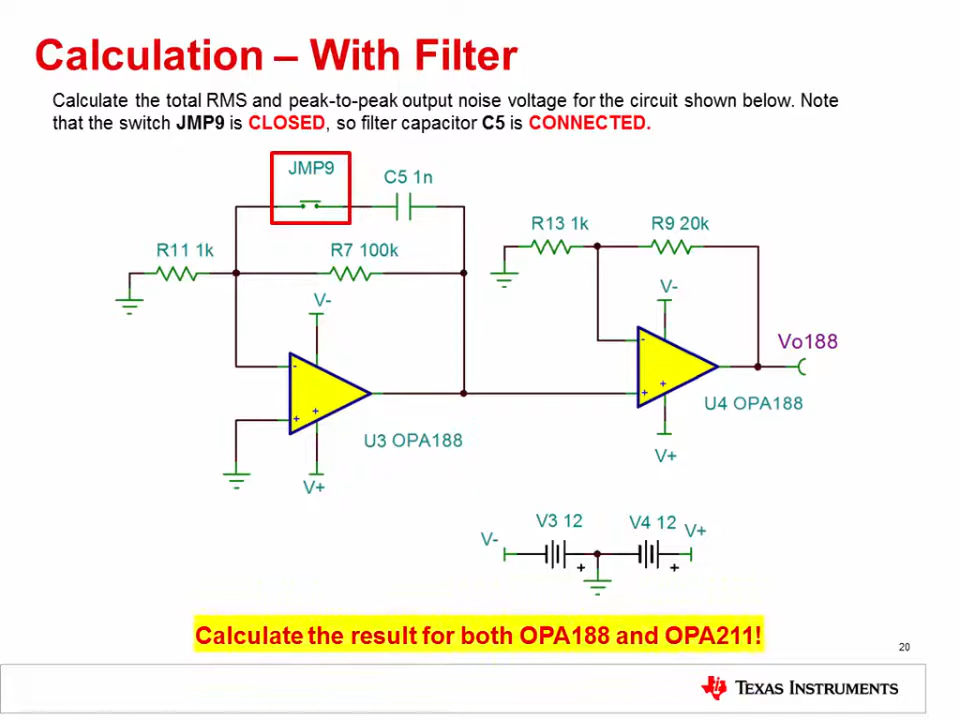 Calculation – With Filter
Calculate the total RMS and peak-to-peak output noise voltage for the circuit shown below. Note
that the switch JMP9 is CLOSED, so filter capacitor C5 is CONNECTED.
JMP9
C5 1n
R13 1k
R9 20k
R11 1k
R7 100k
V-
V-
-
+
+
-
+
+
Vo188
U4 OPA188
U3 OPA188
V+
V+
V3 12
V4 12
V-
V+
+
+
Calculate the result for both OPA188 and OPA211!
20
TEXAS INSTRUMENTS